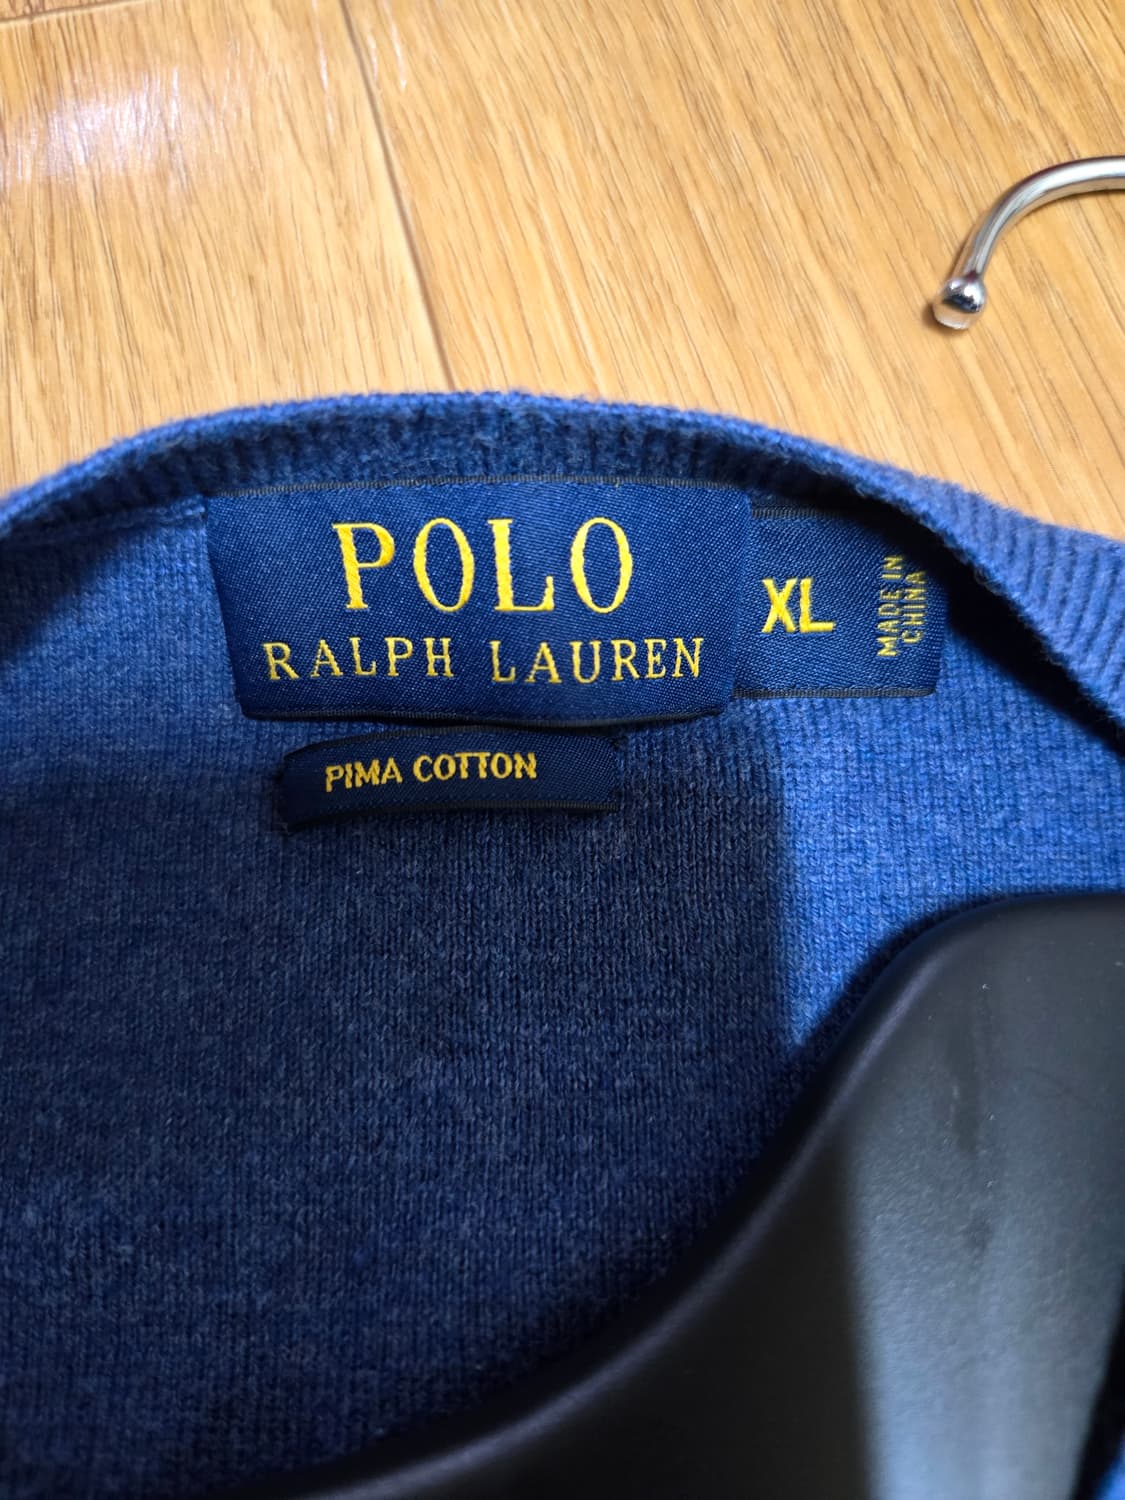 POLO
RALPH LAUREN
XL
MADE IN
CHINA
PIMA COTTON